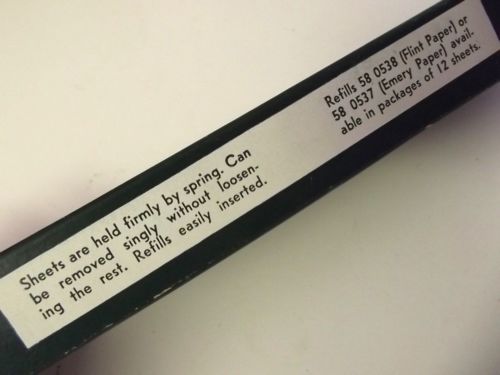 Sheets are held firmly by spring. Can
be removed singly without loosen-
ing the rest. Refills easily inserted.
Refills 58 0538 (Flint Paper) or
58 0537 (Emery Paper) avail-
able in packages of 12 sheets.